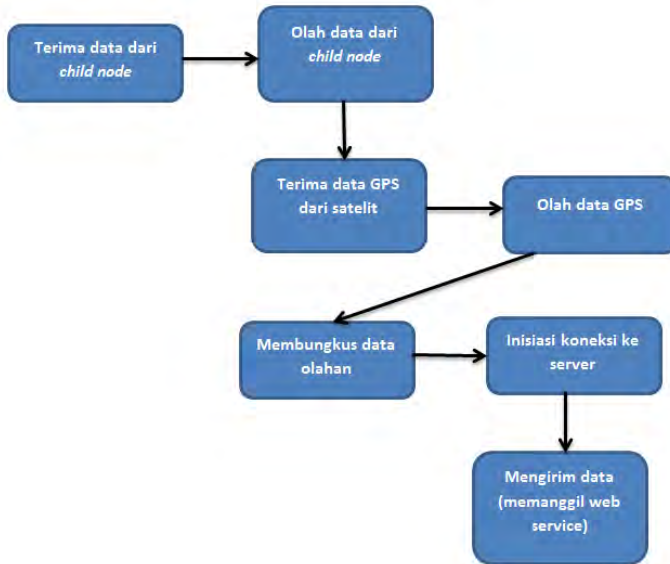 Terima data dari
child node
Olah data dari
child node
Terima data GPS
dari satelit
Olah data GPS
Membungkus data
olahan
Inisiasi koneksi ke
server
Mengirim data
(memanggil web
service)